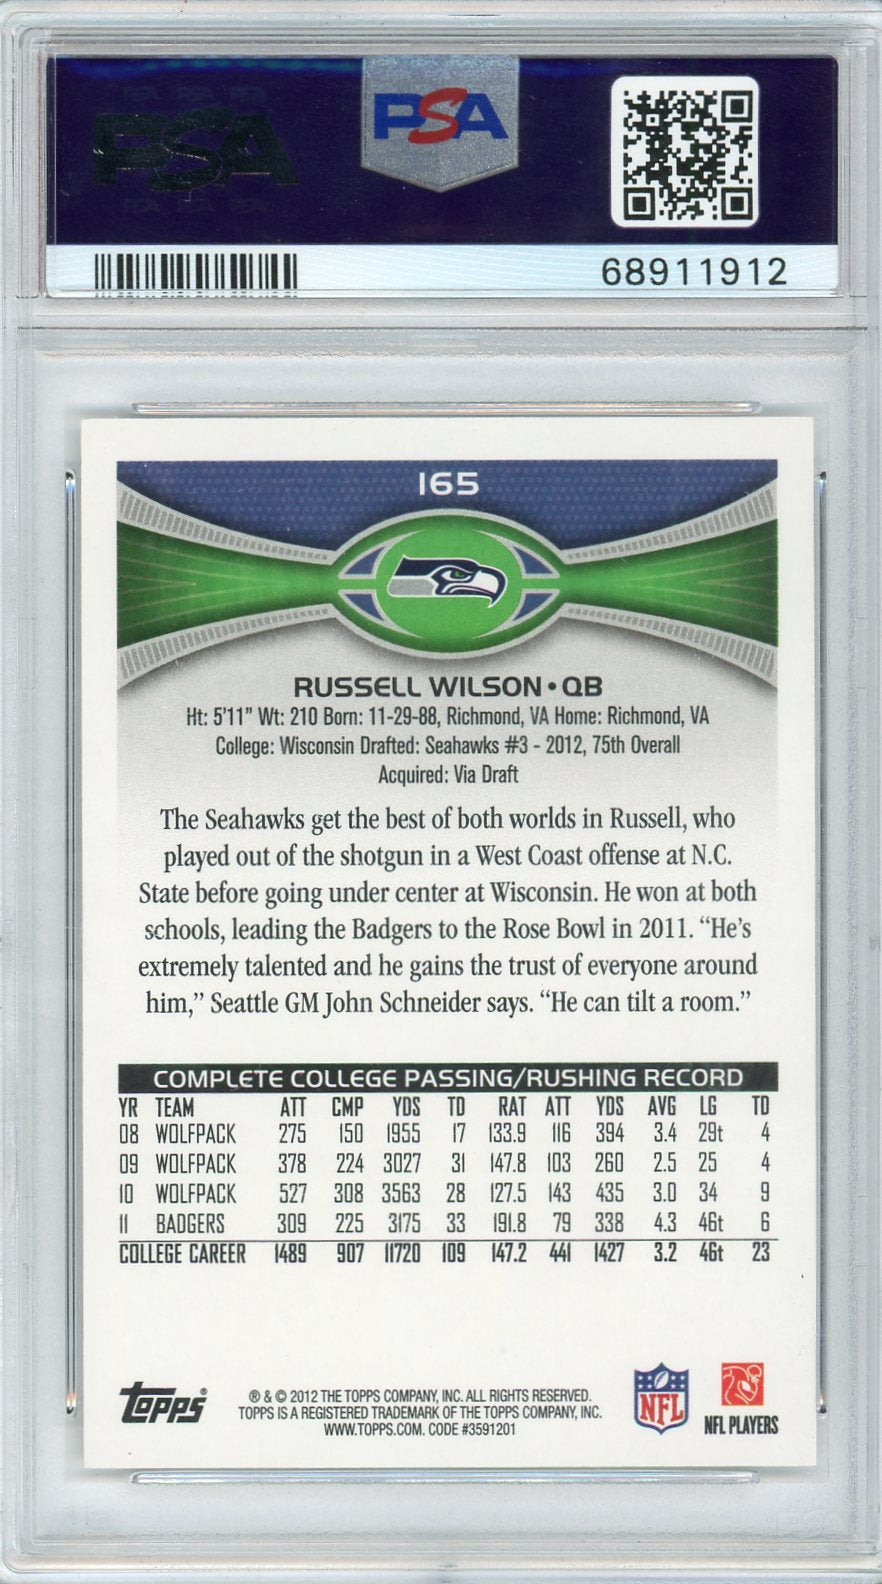 PSA
PSA
68911912
165
RUSSELL WILSON • QB
Ht: 5'11" Wt: 210 Born: 11-29-88, Richmond, VA Home: Richmond, VA
College: Wisconsin Drafted: Seahawks #3 - 2012, 75th Overall
Acquired: Via Draft
The Seahawks get the best of both worlds in Russell, who
played out of the shotgun in a West Coast offense at N.C.
State before going under center at Wisconsin. He won at both
schools, leading the Badgers to the Rose Bowl in 2011. “He’s
extremely talented and he gains the trust of everyone around
him,” Seattle GM John Schneider says. “He can tilt a room.”
COMPLETE COLLEGE PASSING/RUSHING RECORD
YR TEAM ATT CMP YDS TD RAT ATT YDS AVG LG TD
08 WOLFPACK 275 150 1955 17 133.9 116 394 3.4 29t 4
09 WOLFPACK 378 224 3027 31 147.8 103 260 2.5 25 4
10 WOLFPACK 527 308 3563 28 127.5 143 435 3.0 34 9
11 BADGERS 309 225 3175 33 191.8 79 338 4.3 46t 6
COLLEGE CAREER 1489 907 11720 109 147.2 441 1427 3.2 46t 23
Topps®
® & © 2012 THE TOPPS COMPANY, INC. ALL RIGHTS RESERVED.
TOPPS IS A REGISTERED TRADEMARK OF THE TOPPS COMPANY, INC.
WWW.TOPPS.COM. CODE #3591201
NFL
NFL PLAYERS